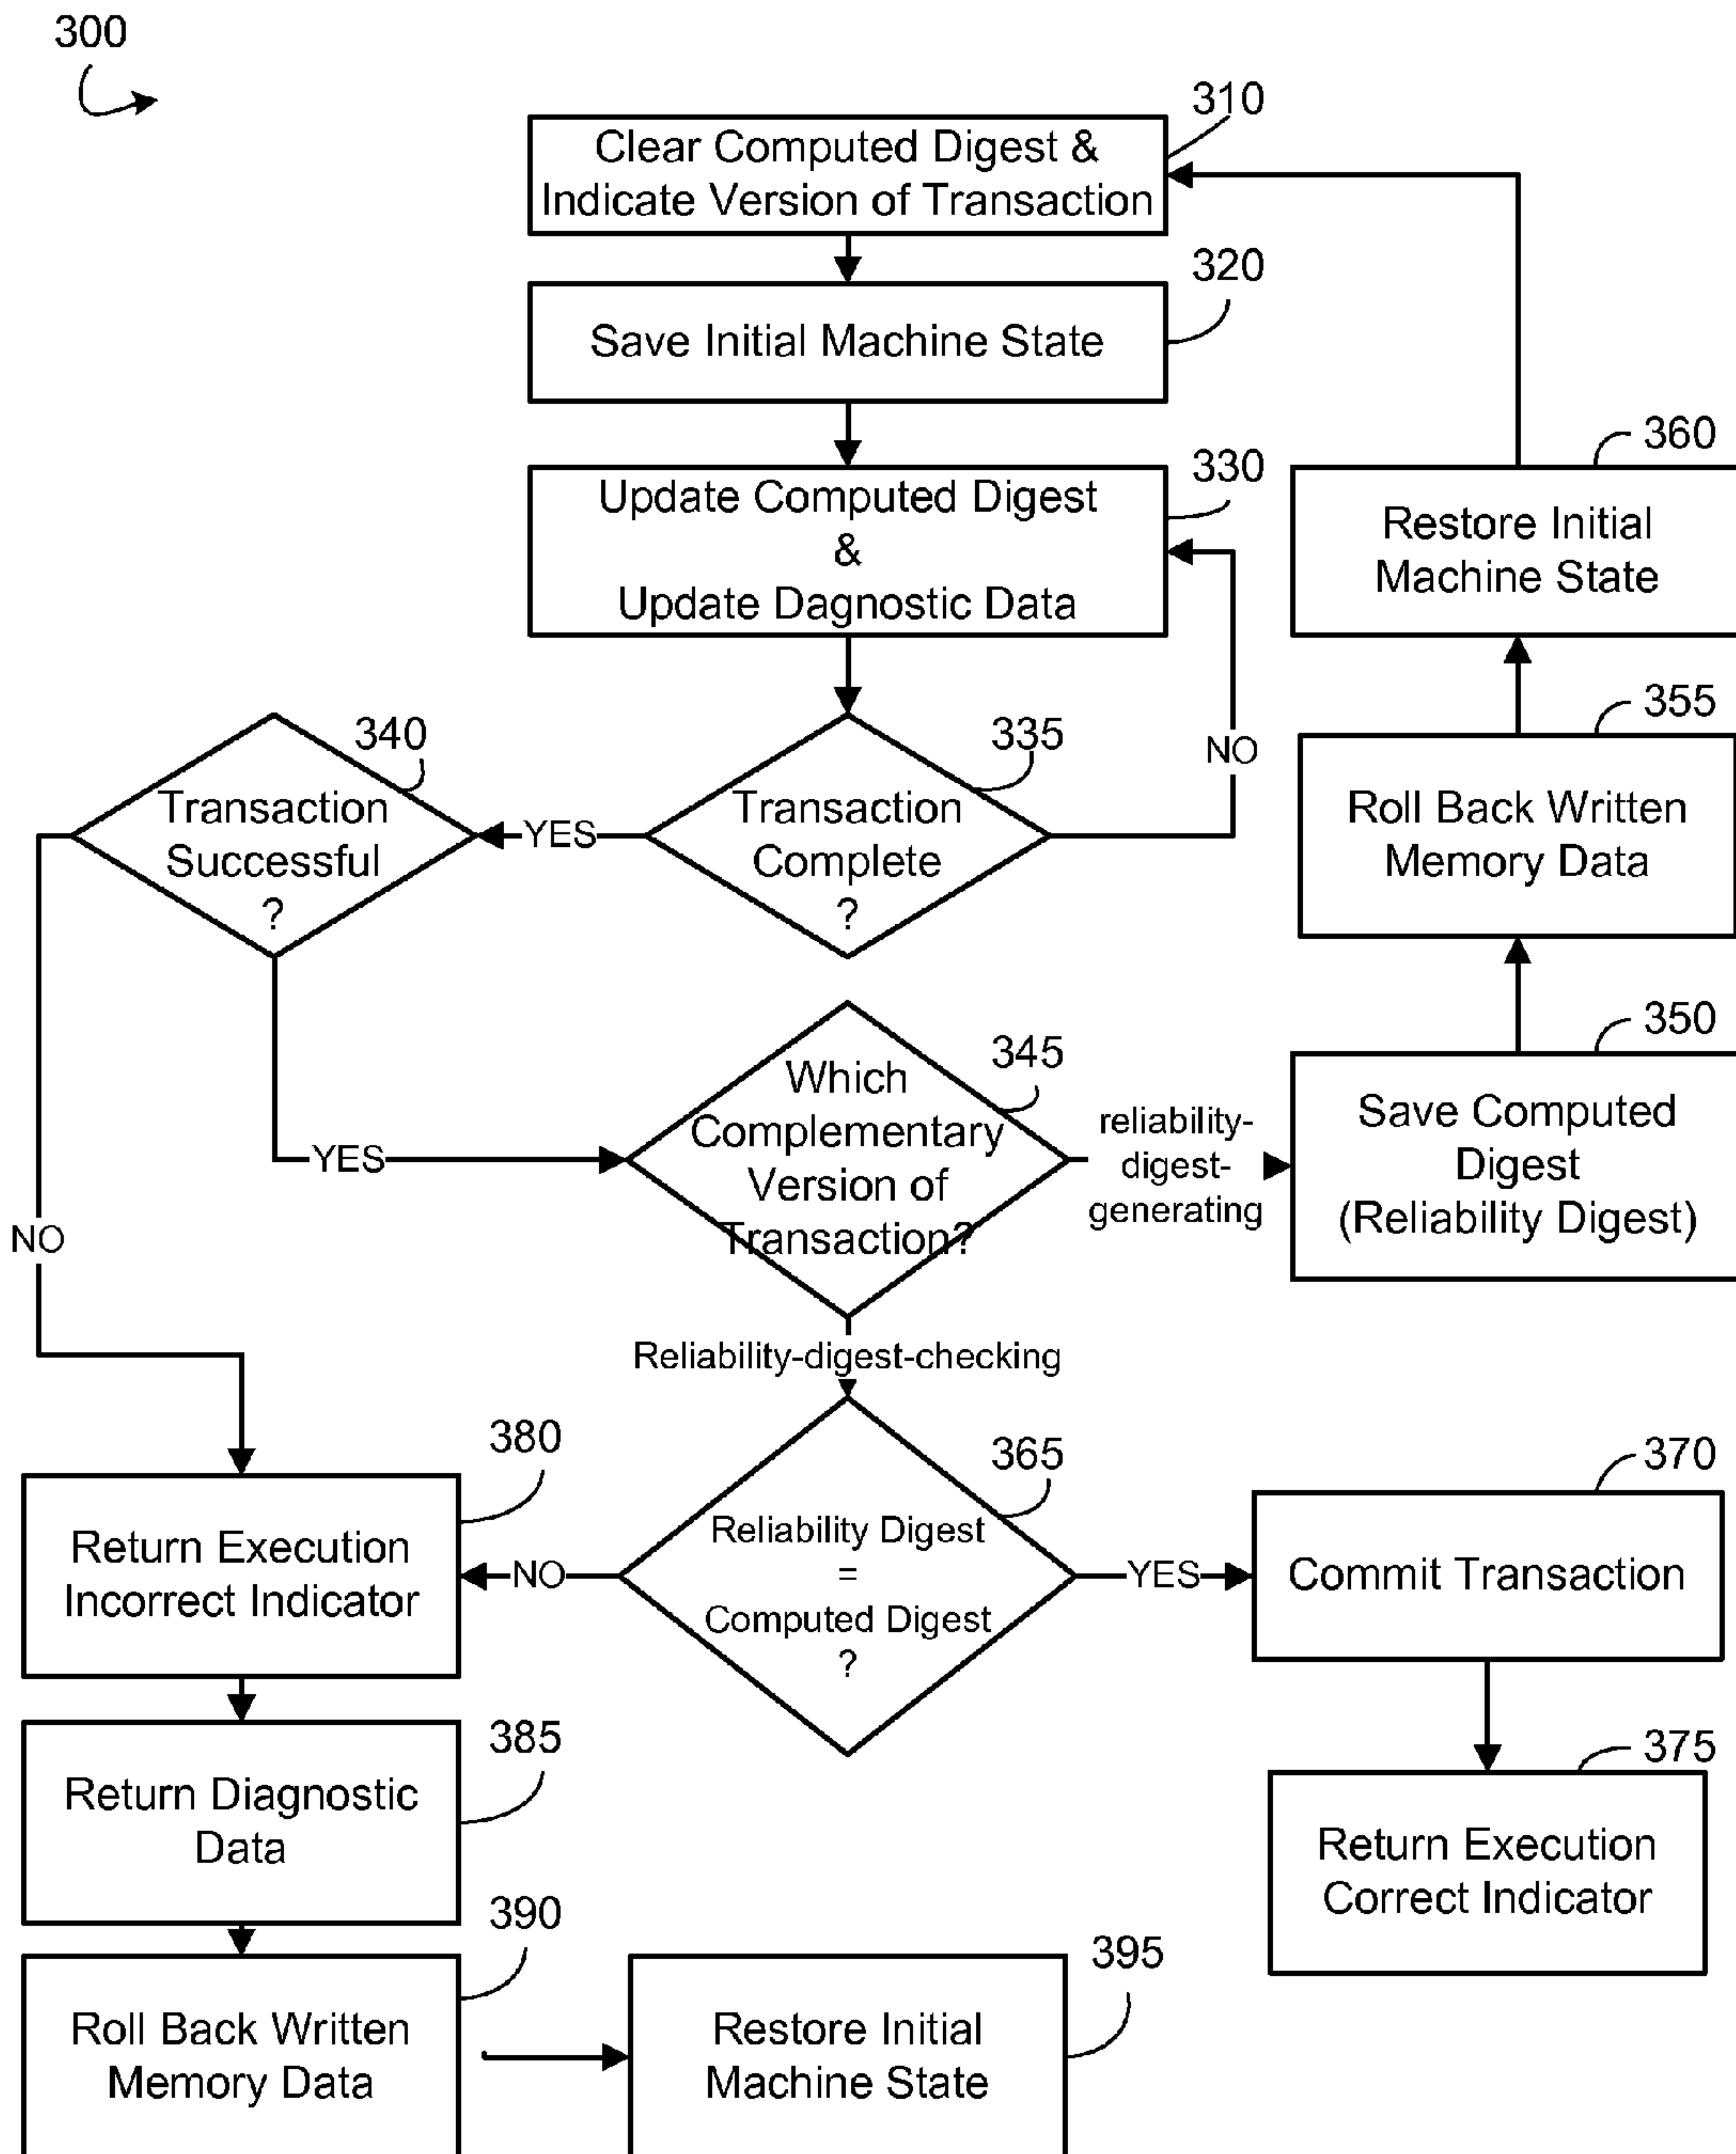 300
310
Clear Computed Digest &
Indicate Version of Transaction
320
Save Initial Machine State
330
Update Computed Digest
&
Update Dagnostic Data
360
Restore Initial
Machine State
340
Transaction
Successful
?
YES
335
Transaction
Complete
?
NO
355
Roll Back Written
Memory Data
YES
345
Which
Complementary
Version of
Transaction?
reliability-
digest-
generating
350
Save Computed
Digest
(Reliability Digest)
NO
Reliability-digest-checking
380
Return Execution
Incorrect Indicator
NO
365
Reliability Digest
=
Computed Digest
?
YES
370
Commit Transaction
385
Return Diagnostic
Data
375
Return Execution
Correct Indicator
390
Roll Back Written
Memory Data
395
Restore Initial
Machine State